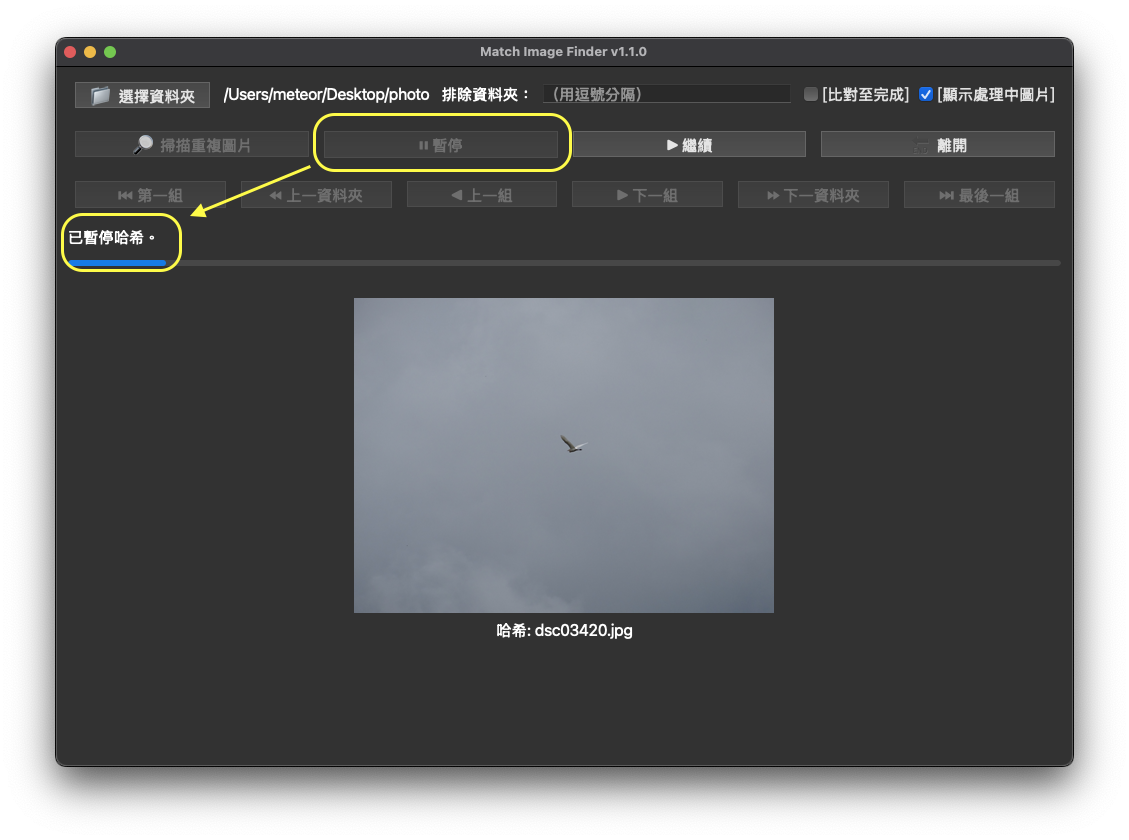 Match Image Finder v1.1.0
選擇資料夾 /Users/meteor/Desktop/photo 排除資料夾： （用逗號分隔） [比對至完成] [顯示處理中圖片]
掃描重複圖片 暫停 繼續 離開
第一組 上一資料夾 上一組 下一組 下一資料夾 最後一組
已暫停哈希。
哈希: dsc03420.jpg